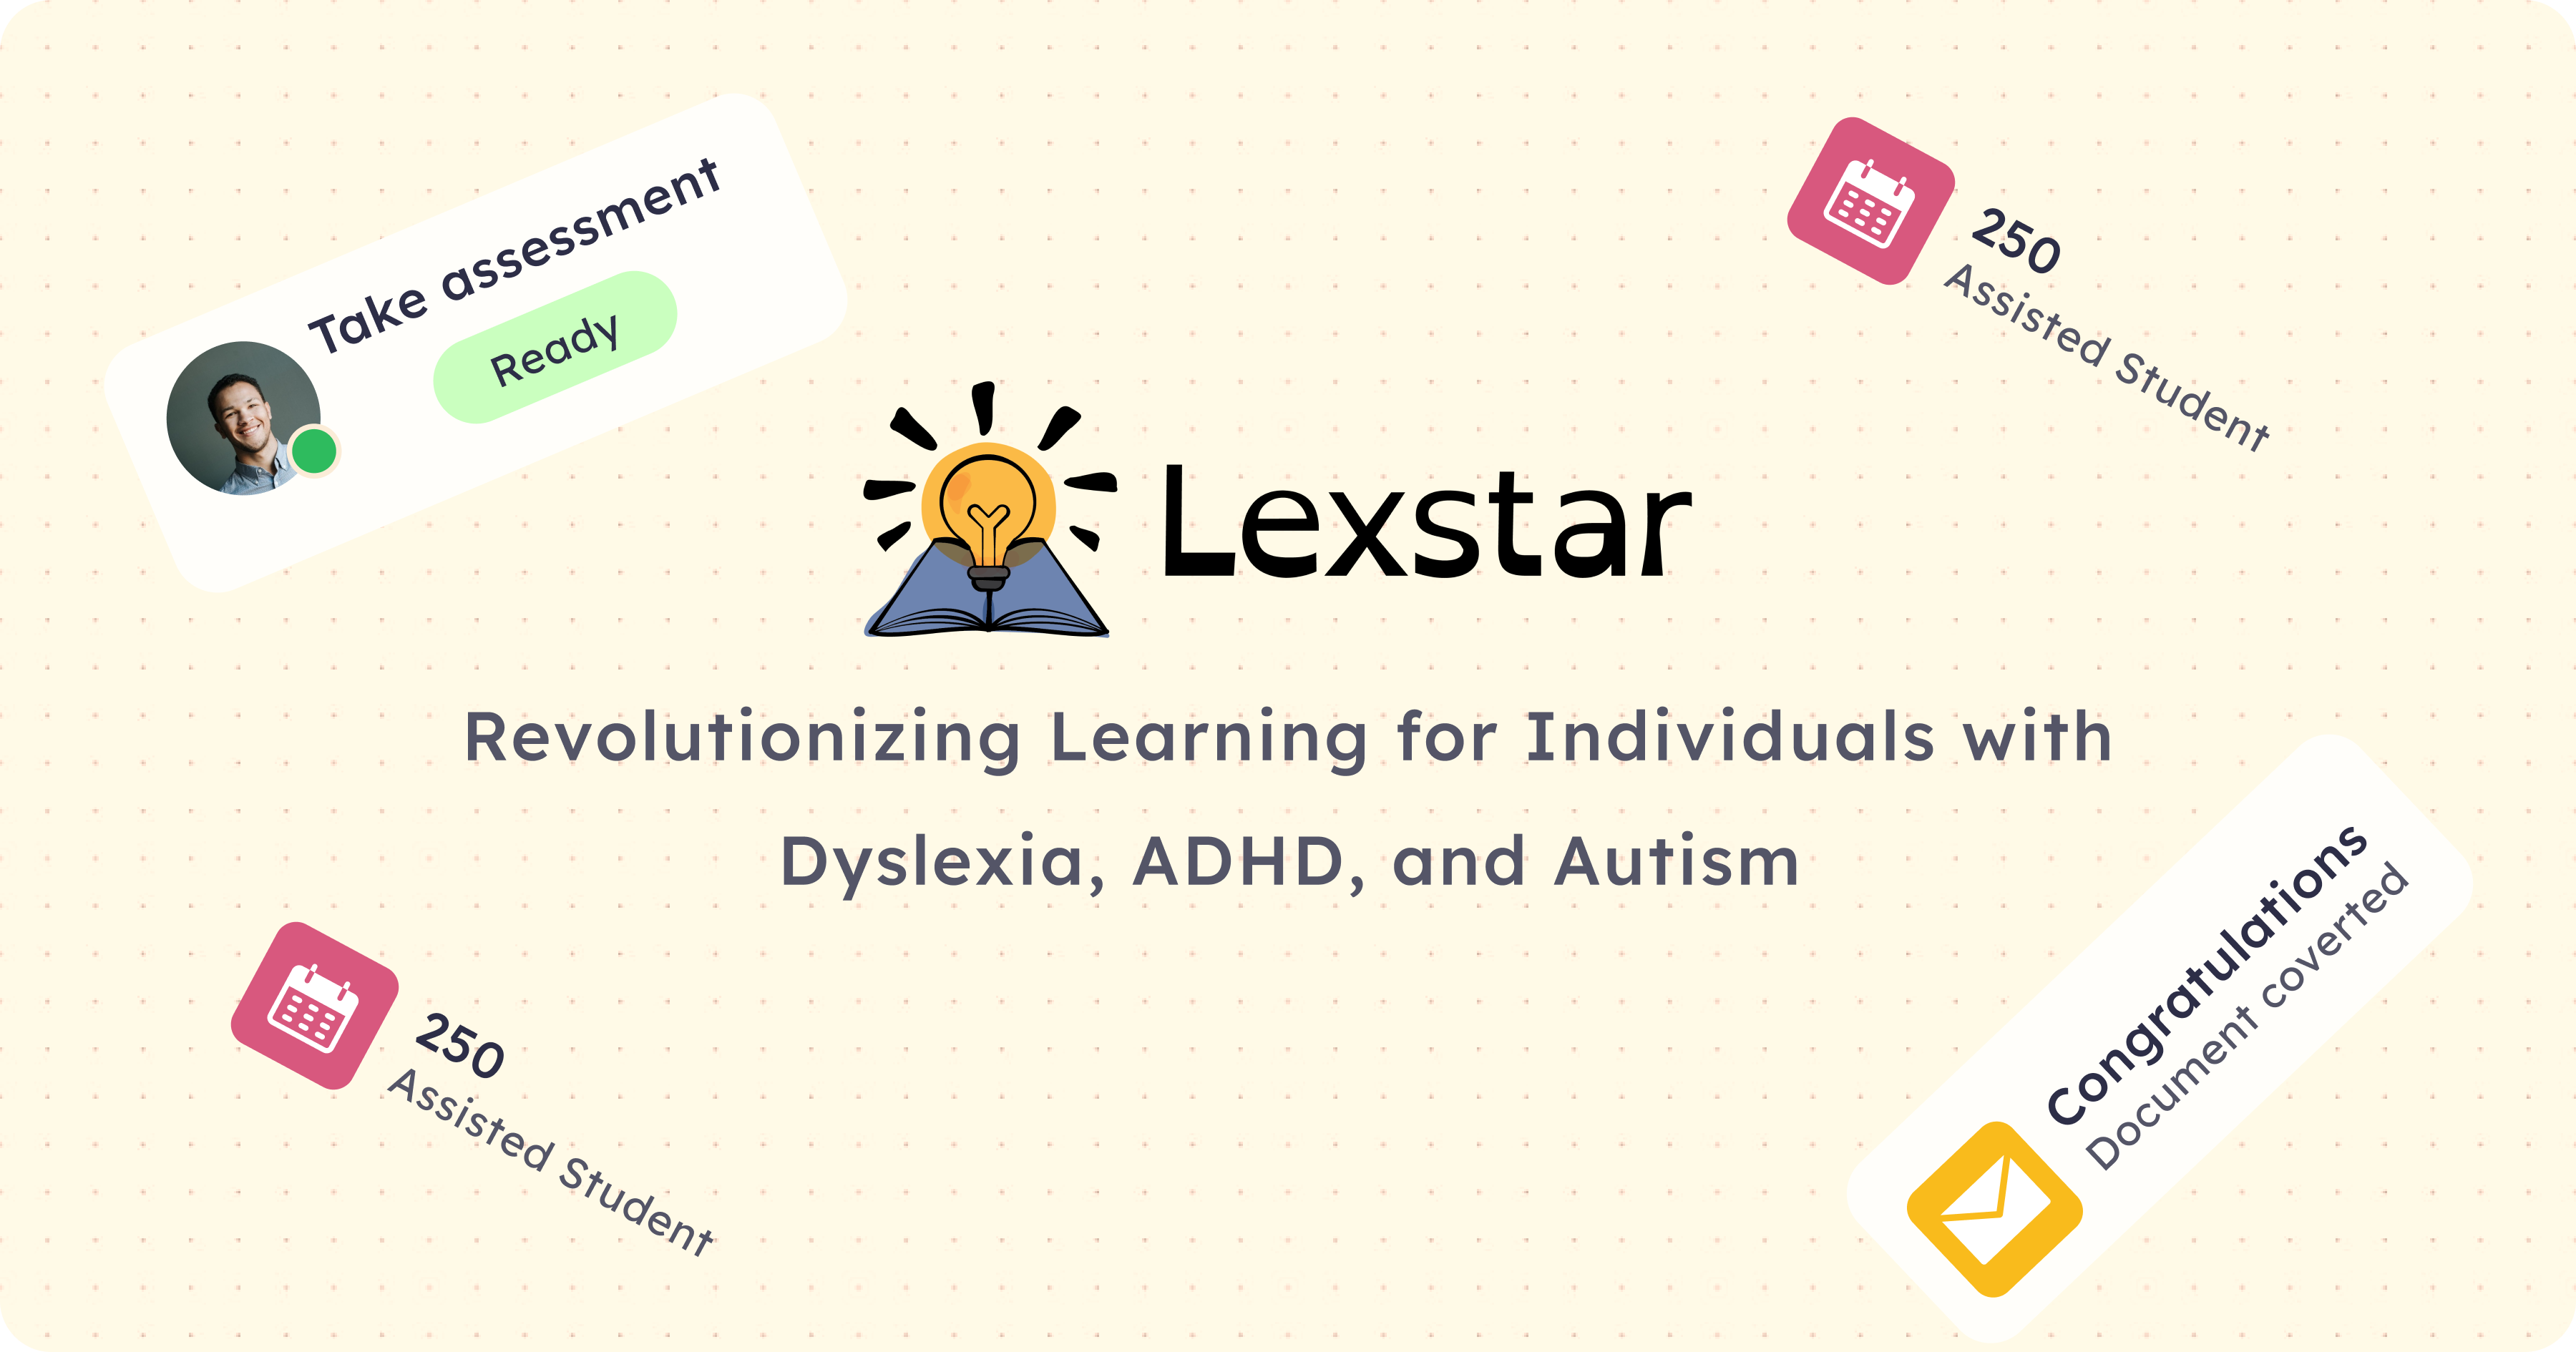 Take assessment
Ready
250
Assisted Student
Lexstar
Revolutionizing Learning for Individuals with
Dyslexia, ADHD, and Autism
250
Assisted Student
Congratulations
Document coverted